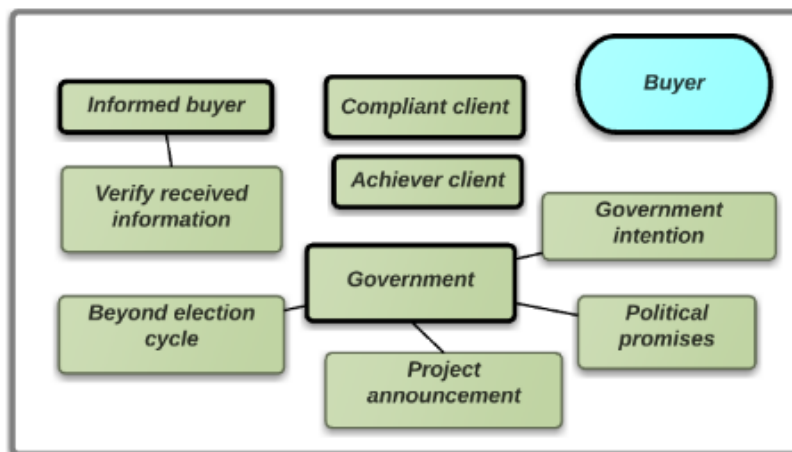 Buyer
Informed buyer
Compliant client
Verify received
information
Achiever client
Government
intention
Government
Beyond election
cycle
Political
promises
Project
announcement